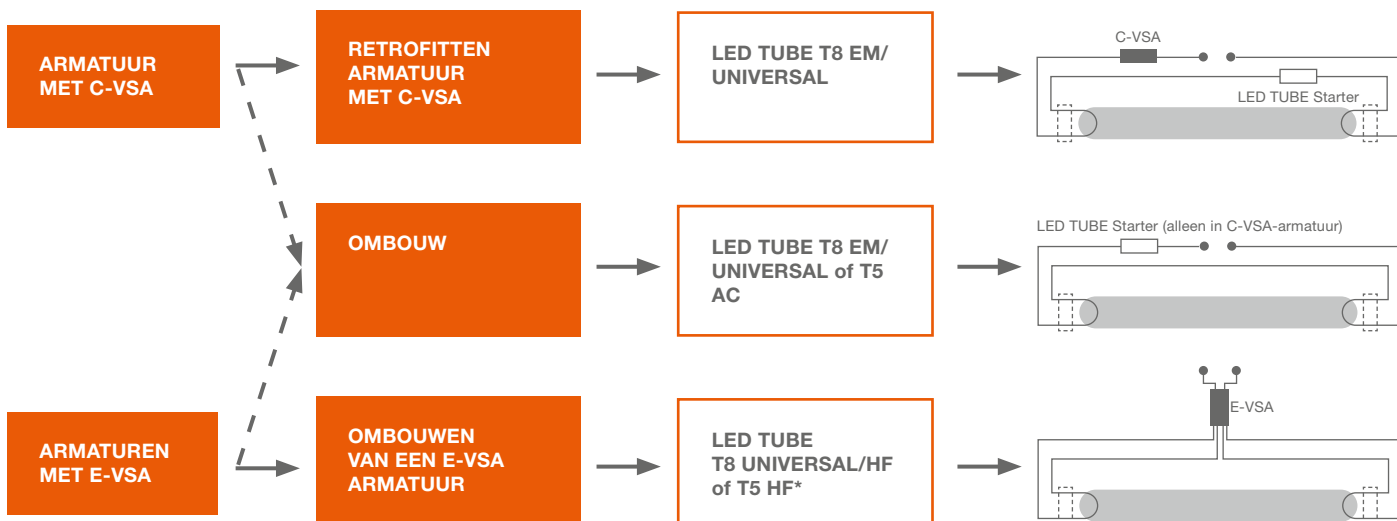 ARMATUUR
MET C-VSA
RETROFITTEN
ARMATUUR
MET C-VSA
LED TUBE T8 EM/
UNIVERSAL
C-VSA
LED TUBE Starter
OMBOUW
LED TUBE T8 EM/
UNIVERSAL of T5
AC
LED TUBE Starter (alleen in C-VSA-armatuur)
ARMATUREN
MET E-VSA
OMBOUWEN
VAN EEN E-VSA
ARMATUUR
LED TUBE
T8 UNIVERSAL/HF
of T5 HF*
E-VSA